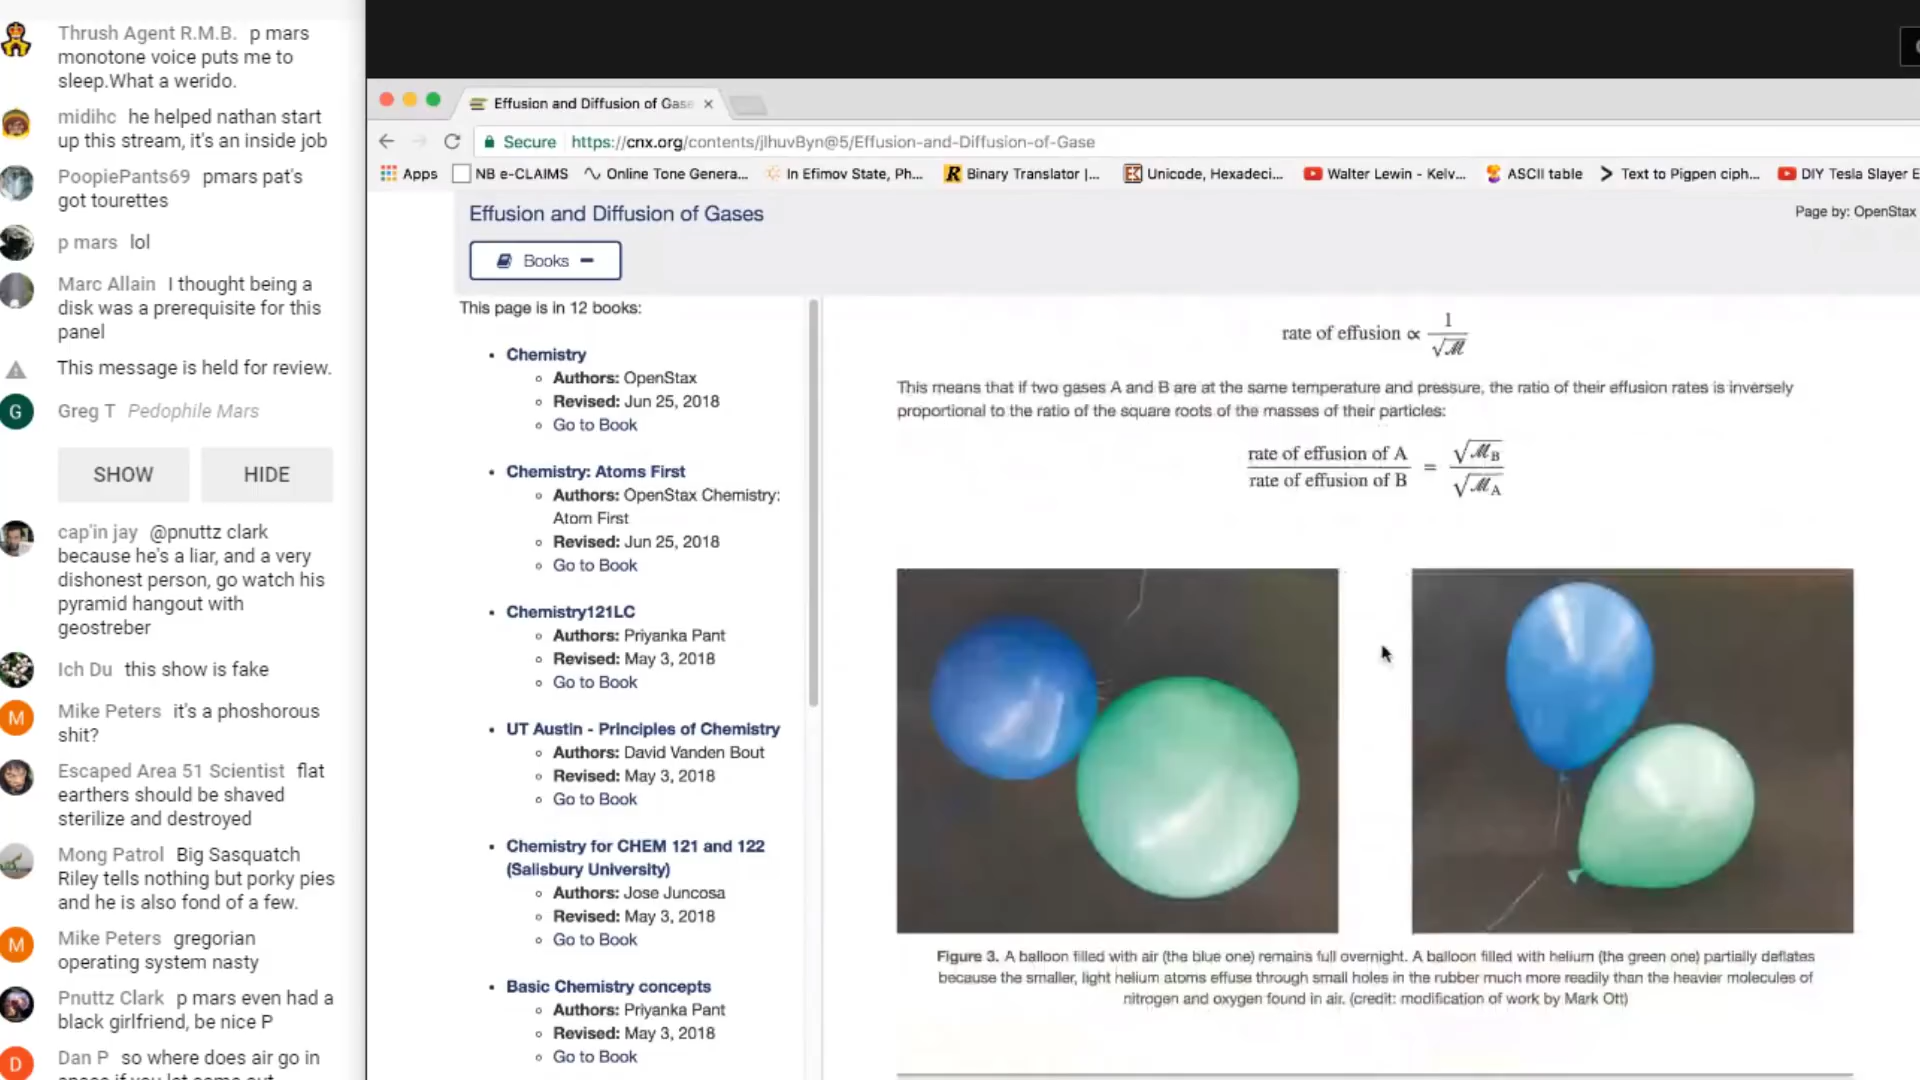 Thrush Agent R.M.B. p mars
monotone voice puts me to
sleep.What a werido.
midihc he helped nathan start
up this stream, it's an inside job
PoopiePants69 pmars pat's
got tourettes
p mars lol
Marc Allain I thought being a
disk was a prerequisite for this
panel
This message is held for review.
G Greg T Pedophile Mars
SHOW HIDE
cap'in jay @pnuttz clark
because he's a liar, and a very
dishonest person, go watch his
pyramid hangout with
geostreber
Ich Du this show is fake
M Mike Peters it's a phoshorous
shit?
Escaped Area 51 Scientist flat
earthers should be shaved
sterilize and destroyed
Mong Patrol Big Sasquatch
Riley tells nothing but porky pies
and he is also fond of a few.
M Mike Peters gregorian
operating system nasty
Pnuttz Clark p mars even had a
black girlfriend, be nice P
D Dan P so where does air go in
Effusion and Diffusion of Gase
Secure https://cnx.org/contents/jlhuvByn@5/Effusion-and-Diffusion-of-Gase
Apps NB e-CLAIMS Online Tone Genera... In Efimov State, Ph... Binary Translator |... Unicode, Hexadeci... Walter Lewin - Kelv... ASCII table Text to Pigpen ciph... DIY Tesla Slayer E
Effusion and Diffusion of Gases
Page by: OpenStax
Books
This page is in 12 books:
Chemistry
Authors: OpenStax
Revised: Jun 25, 2018
Go to Book
Chemistry: Atoms First
Authors: OpenStax Chemistry:
Atom First
Revised: Jun 25, 2018
Go to Book
Chemistry121LC
Authors: Priyanka Pant
Revised: May 3, 2018
Go to Book
UT Austin - Principles of Chemistry
Authors: David Vanden Bout
Revised: May 3, 2018
Go to Book
Chemistry for CHEM 121 and 122
(Salisbury University)
Authors: Jose Juncosa
Revised: May 3, 2018
Go to Book
Basic Chemistry concepts
Authors: Priyanka Pant
Revised: May 3, 2018
Go to Book
rate of effusion ∝ 1/√ℳ
This means that if two gases A and B are at the same temperature and pressure, the ratio of their effusion rates is inversely
proportional to the ratio of the square roots of the masses of their particles:
rate of effusion of A / rate of effusion of B = √ℳB / √ℳA
Figure 3. A balloon filled with air (the blue one) remains full overnight. A balloon filled with helium (the green one) partially deflates
because the smaller, light helium atoms effuse through small holes in the rubber much more readily than the heavier molecules of
nitrogen and oxygen found in air. (credit: modification of work by Mark Ott)